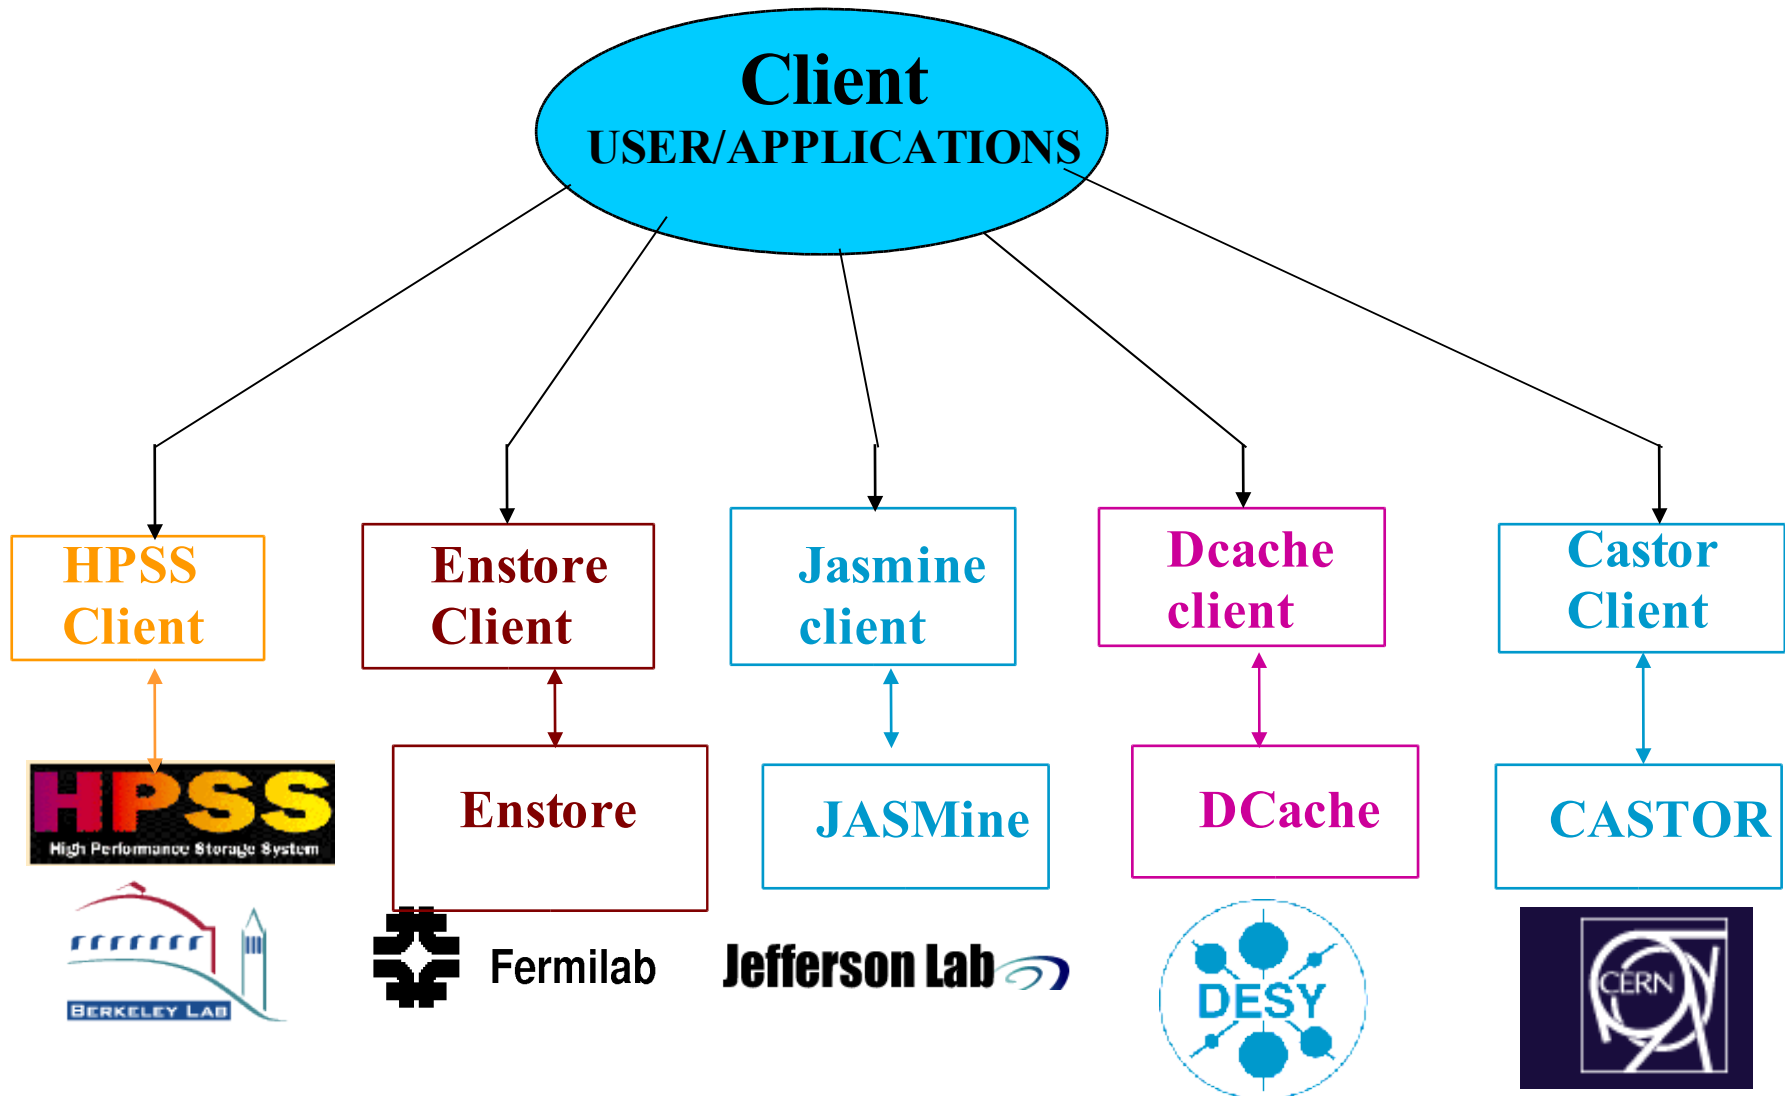 Client
USER/APPLICATIONS
HPSS
Client
Enstore
Client
Jasmine
client
Dcache
client
Castor
Client
HPSS
High Performance Storage System
Enstore
JASMine
DCache
CASTOR
BERKELEY LAB
Fermilab
Jefferson Lab
DESY
CERN